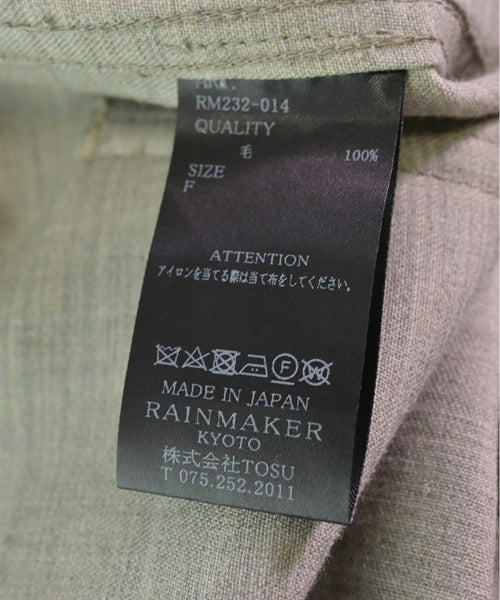 RM232-014
QUALITY
毛 100%
SIZE
F
ATTENTION
アイロンを当てる際は当て布をしてください。
MADE IN JAPAN
RAINMAKER
KYOTO
株式会社TOSU
T 075.252.2011